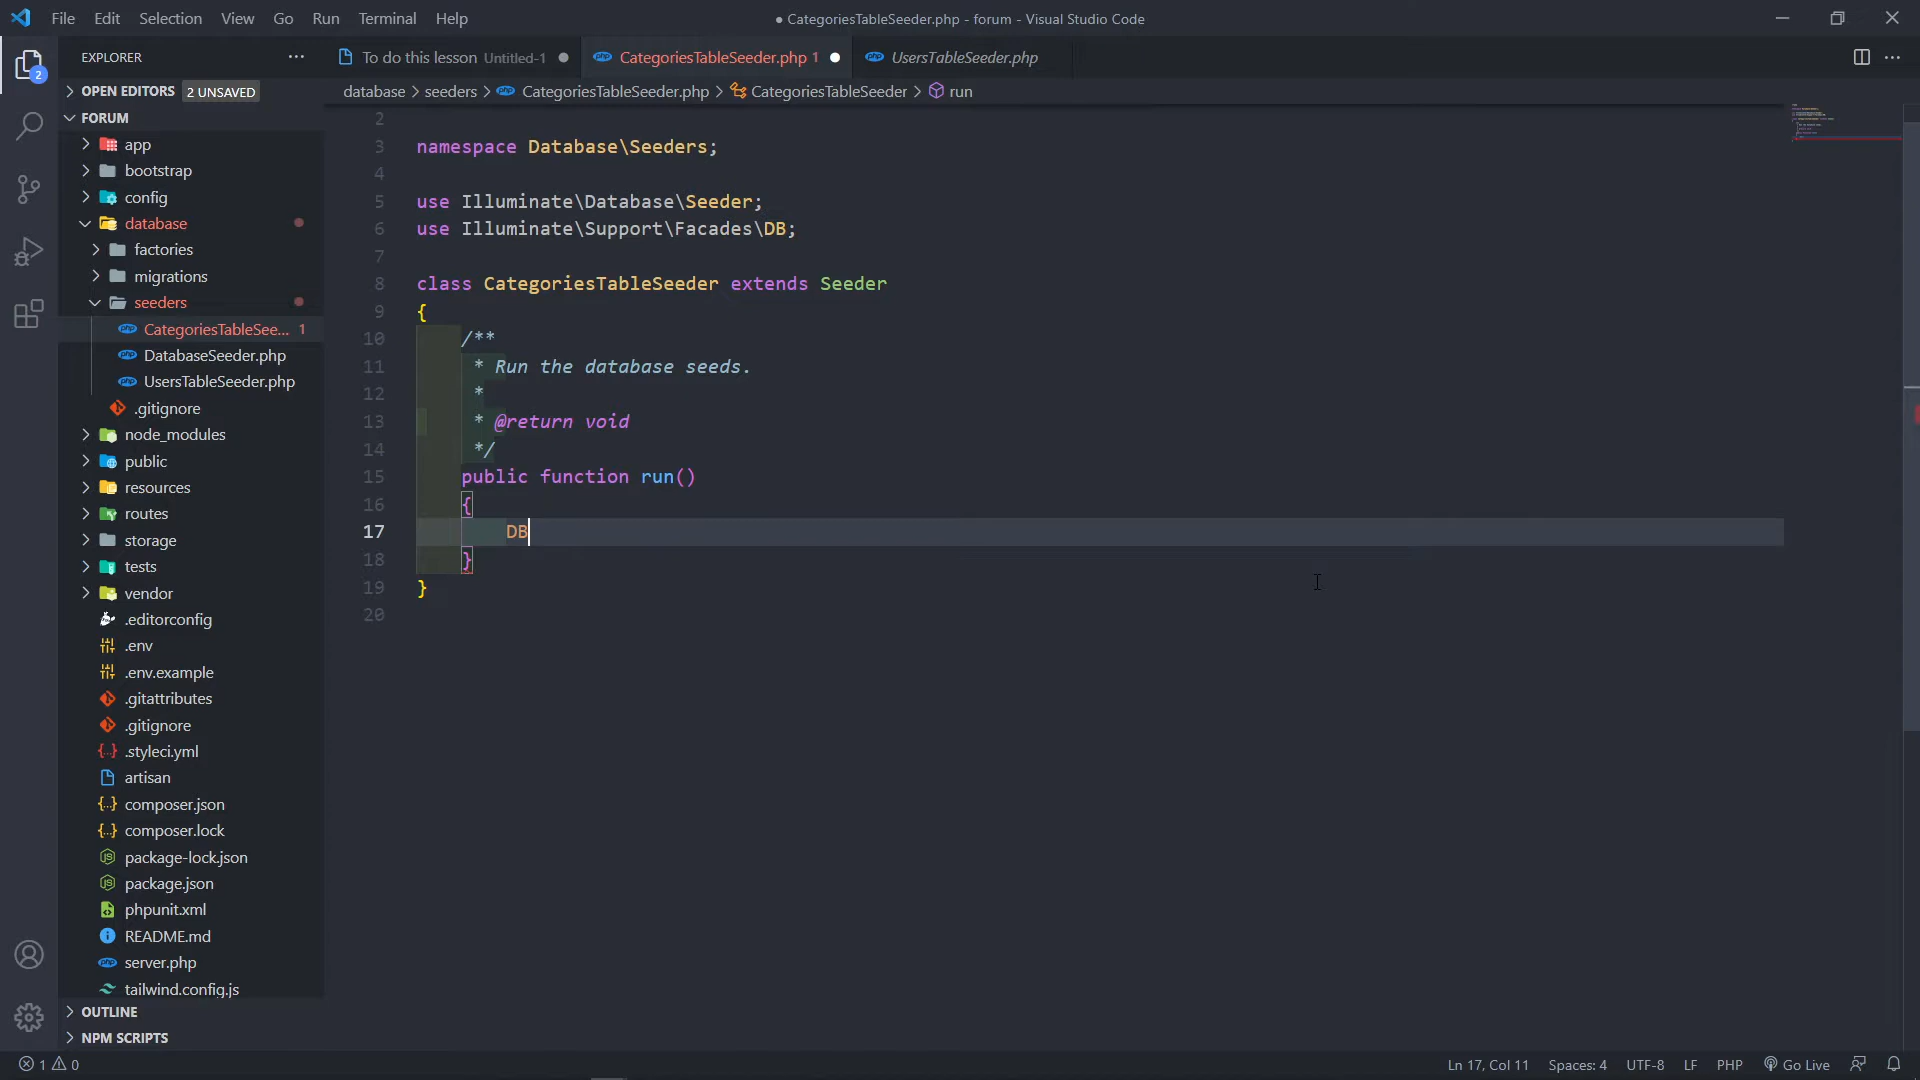 File Edit Selection View Go Run Terminal Help
● CategoriesTableSeeder.php - forum - Visual Studio Code
EXPLORER
To do this lesson Untitled-1
CategoriesTableSeeder.php 1
UsersTableSeeder.php
2
OPEN EDITORS 2 UNSAVED
database > seeders > CategoriesTableSeeder.php > CategoriesTableSeeder > run
FORUM
app
bootstrap
config
database
factories
migrations
seeders
CategoriesTableSee... 1
DatabaseSeeder.php
UsersTableSeeder.php
.gitignore
node_modules
public
resources
routes
storage
tests
vendor
.editorconfig
.env
.env.example
.gitattributes
.gitignore
.styleci.yml
artisan
composer.json
composer.lock
package-lock.json
package.json
phpunit.xml
README.md
server.php
tailwind.config.js
OUTLINE
NPM SCRIPTS
2
3 namespace Database\Seeders;
4
5 use Illuminate\Database\Seeder;
6 use Illuminate\Support\Facades\DB;
7
8 class CategoriesTableSeeder extends Seeder
9 {
10 /**
11 * Run the database seeds.
12 *
13 * @return void
14 */
15 public function run()
16 {
17 DB
18 }
19 }
20
1 0
Ln 17, Col 11 Spaces: 4 UTF-8 LF PHP Go Live